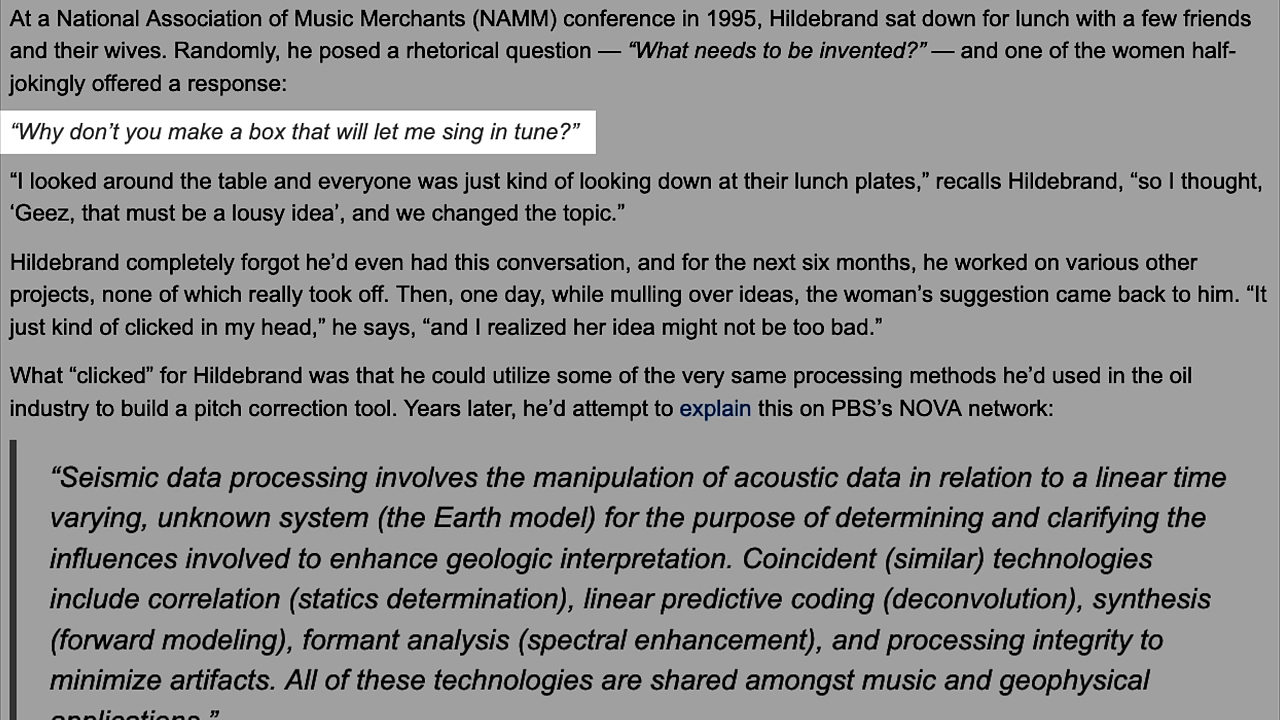 At a National Association of Music Merchants (NAMM) conference in 1995, Hildebrand sat down for lunch with a few friends
and their wives. Randomly, he posed a rhetorical question — “What needs to be invented?” — and one of the women half-
jokingly offered a response:
“Why don’t you make a box that will let me sing in tune?”
“I looked around the table and everyone was just kind of looking down at their lunch plates,” recalls Hildebrand, “so I thought,
‘Geez, that must be a lousy idea’, and we changed the topic.”
Hildebrand completely forgot he’d even had this conversation, and for the next six months, he worked on various other
projects, none of which really took off. Then, one day, while mulling over ideas, the woman’s suggestion came back to him. “It
just kind of clicked in my head,” he says, “and I realized her idea might not be too bad.”
What “clicked” for Hildebrand was that he could utilize some of the very same processing methods he’d used in the oil
industry to build a pitch correction tool. Years later, he’d attempt to explain this on PBS’s NOVA network:
“Seismic data processing involves the manipulation of acoustic data in relation to a linear time
varying, unknown system (the Earth model) for the purpose of determining and clarifying the
influences involved to enhance geologic interpretation. Coincident (similar) technologies
include correlation (statics determination), linear predictive coding (deconvolution), synthesis
(forward modeling), formant analysis (spectral enhancement), and processing integrity to
minimize artifacts. All of these technologies are shared amongst music and geophysical
applications.”